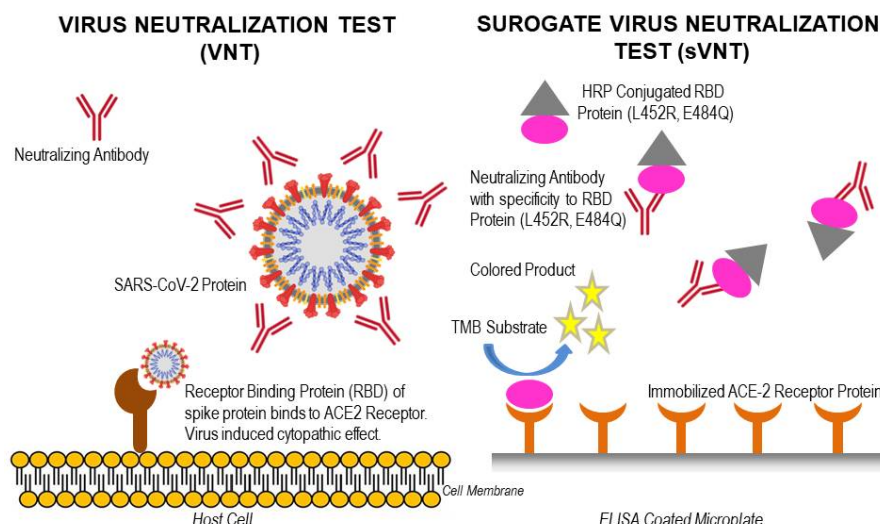 VIRUS NEUTRALIZATION TEST
(VNT)
Neutralizing Antibody
SARS-CoV-2 Protein
Receptor Binding Protein (RBD) of
spike protein binds to ACE2 Receptor.
Virus induced cytopathic effect.
Cell Membrane
Host Cell
SUROGATE VIRUS NEUTRALIZATION
TEST (sVNT)
HRP Conjugated RBD
Protein (L452R, E484Q)
Neutralizing Antibody
with specificity to RBD
Protein (L452R, E484Q)
Colored Product
TMB Substrate
Immobilized ACE-2 Receptor Protein
ELISA Coated Microplate